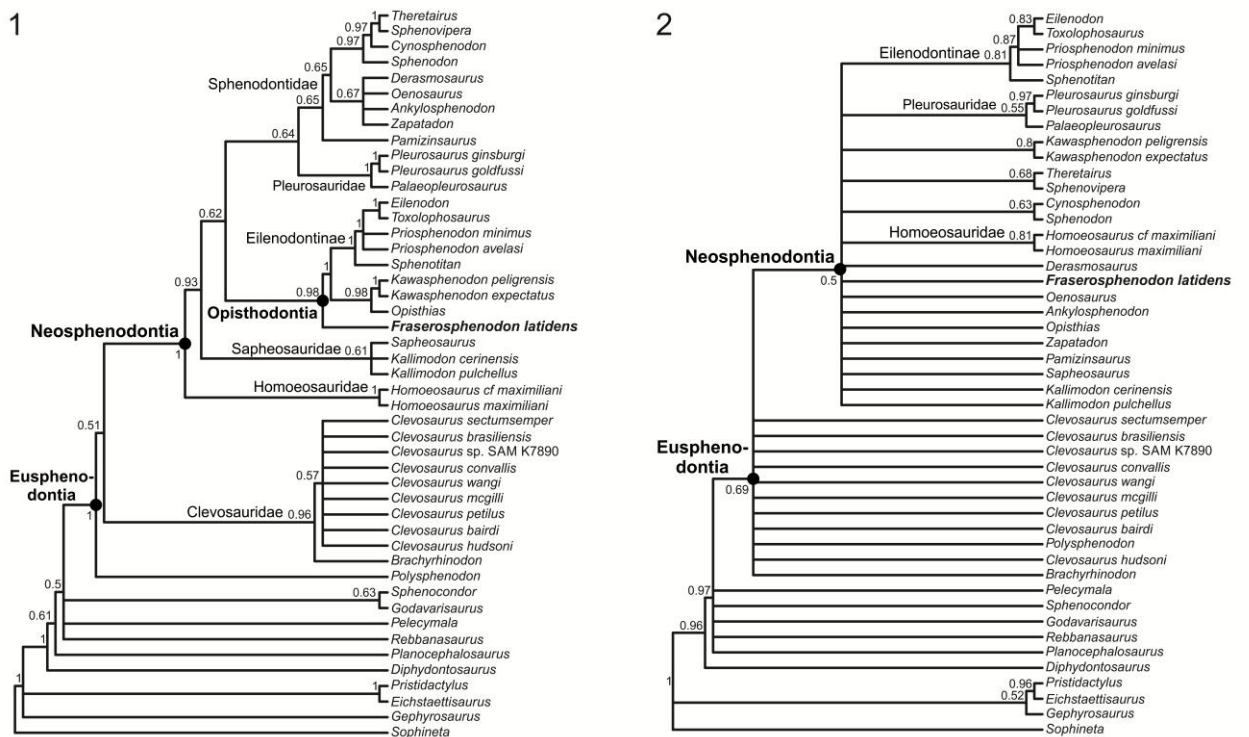 1
Theretairus
Sphenovipera
Cynosphenodon
Sphenodon
Derasmosaurus
Oenosaurus
Ankylosphenodon
Zapatadon
Pamizinsaurus
Pleurosaurus ginsburgi
Pleurosaurus goldfussi
Palaeopleurosaurus
Eilenodon
Toxolophosaurus
Priosphenodon minimus
Priosphenodon avelasi
Sphenotitan
Kawasphenodon peligrensis
Kawasphenodon expectatus
Opisthias
Fraserosphenodon latidens
Sapheosaurus
Kallimodon cerinensis
Kallimodon pulchellus
Homoeosaurus cf maximiliani
Homoeosaurus maximiliani
Clevosaurus sectumsemper
Clevosaurus brasiliensis
Clevosaurus sp. SAM K7890
Clevosaurus convallis
Clevosaurus wangi
Clevosaurus mcgilli
Clevosaurus petilus
Clevosaurus bairdi
Clevosaurus hudsoni
Brachyrhinodon
Polysphenodon
Sphenocondor
Godavarisaurus
Pelecymala
Rebbanasaurus
Planocephalosaurus
Diphydontosaurus
Pristidactylus
Eichstaettisaurus
Gephyrosaurus
Sophineta
Sphenodontidae
Pleurosauridae
Eilenodontinae
Opisthodontia
Neosphenodontia
Sapheosauridae
Homoeosauridae
Euspheno-
dontia
Clevosauridae
1
0.97
0.97
0.65
0.67
0.65
0.64
1
1
0.62
1
1
1
1
0.98
0.98
0.93
0.61
1
1
0.51
0.57
0.96
1
0.5
0.63
0.61
1
1
2
Eilenodon
Toxolophosaurus
Priosphenodon minimus
Priosphenodon avelasi
Sphenotitan
Pleurosaurus ginsburgi
Pleurosaurus goldfussi
Palaeopleurosaurus
Kawasphenodon peligrensis
Kawasphenodon expectatus
Theretairus
Sphenovipera
Cynosphenodon
Sphenodon
Homoeosaurus cf maximiliani
Homoeosaurus maximiliani
Derasmosaurus
Fraserosphenodon latidens
Oenosaurus
Ankylosphenodon
Opisthias
Zapatadon
Pamizinsaurus
Sapheosaurus
Kallimodon cerinensis
Kallimodon pulchellus
Clevosaurus sectumsemper
Clevosaurus brasiliensis
Clevosaurus sp. SAM K7890
Clevosaurus convallis
Clevosaurus wangi
Clevosaurus mcgilli
Clevosaurus petilus
Clevosaurus bairdi
Polysphenodon
Clevosaurus hudsoni
Brachyrhinodon
Pelecymala
Sphenocondor
Godavarisaurus
Rebbanasaurus
Planocephalosaurus
Diphydontosaurus
Pristidactylus
Eichstaettisaurus
Gephyrosaurus
Sophineta
Eilenodontinae
Pleurosauridae
Homoeosauridae
Neosphenodontia
Euspheno-
dontia
0.83
0.87
0.81
0.97
0.55
0.8
0.68
0.63
0.81
0.5
0.69
0.97
0.96
1
0.96
0.52